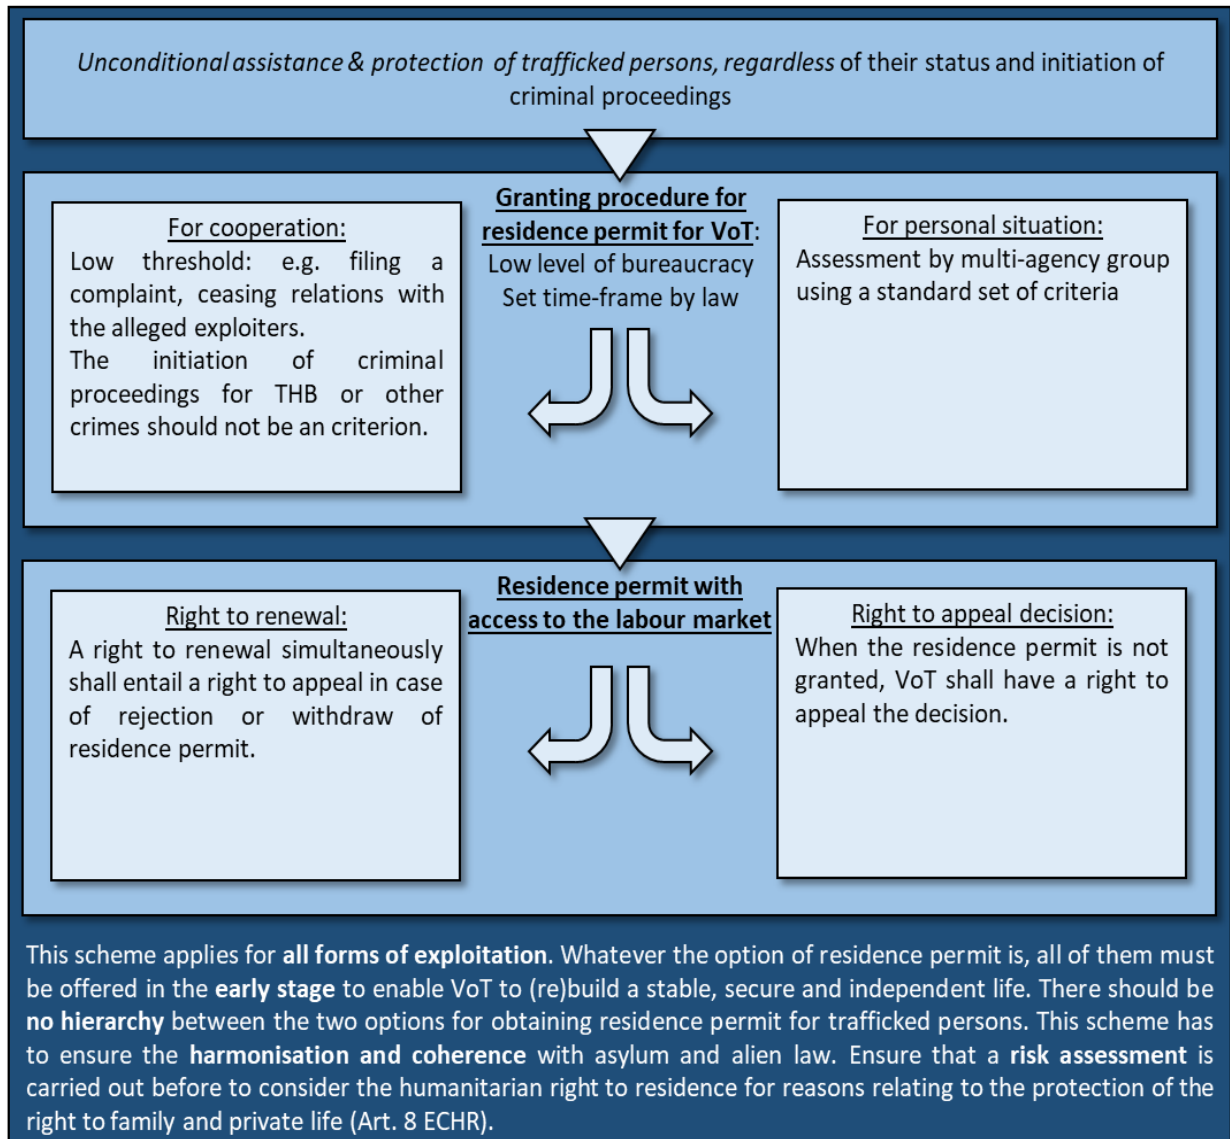 Unconditional assistance & protection of trafficked persons, regardless of their status and initiation of
criminal proceedings
Granting procedure for
residence permit for VoT:
Low level of bureaucracy
Set time-frame by law
For cooperation:
Low threshold: e.g. filing a
complaint, ceasing relations with
the alleged exploiters.
The initiation of criminal
proceedings for THB or other
crimes should not be an criterion.
For personal situation:
Assessment by multi-agency group
using a standard set of criteria
Residence permit with
access to the labour market
Right to renewal:
A right to renewal simultaneously
shall entail a right to appeal in case
of rejection or withdraw of
residence permit.
Right to appeal decision:
When the residence permit is not
granted, VoT shall have a right to
appeal the decision.
This scheme applies for all forms of exploitation. Whatever the option of residence permit is, all of them must
be offered in the early stage to enable VoT to (re)build a stable, secure and independent life. There should be
no hierarchy between the two options for obtaining residence permit for trafficked persons. This scheme has
to ensure the harmonisation and coherence with asylum and alien law. Ensure that a risk assessment is
carried out before to consider the humanitarian right to residence for reasons relating to the protection of the
right to family and private life (Art. 8 ECHR).